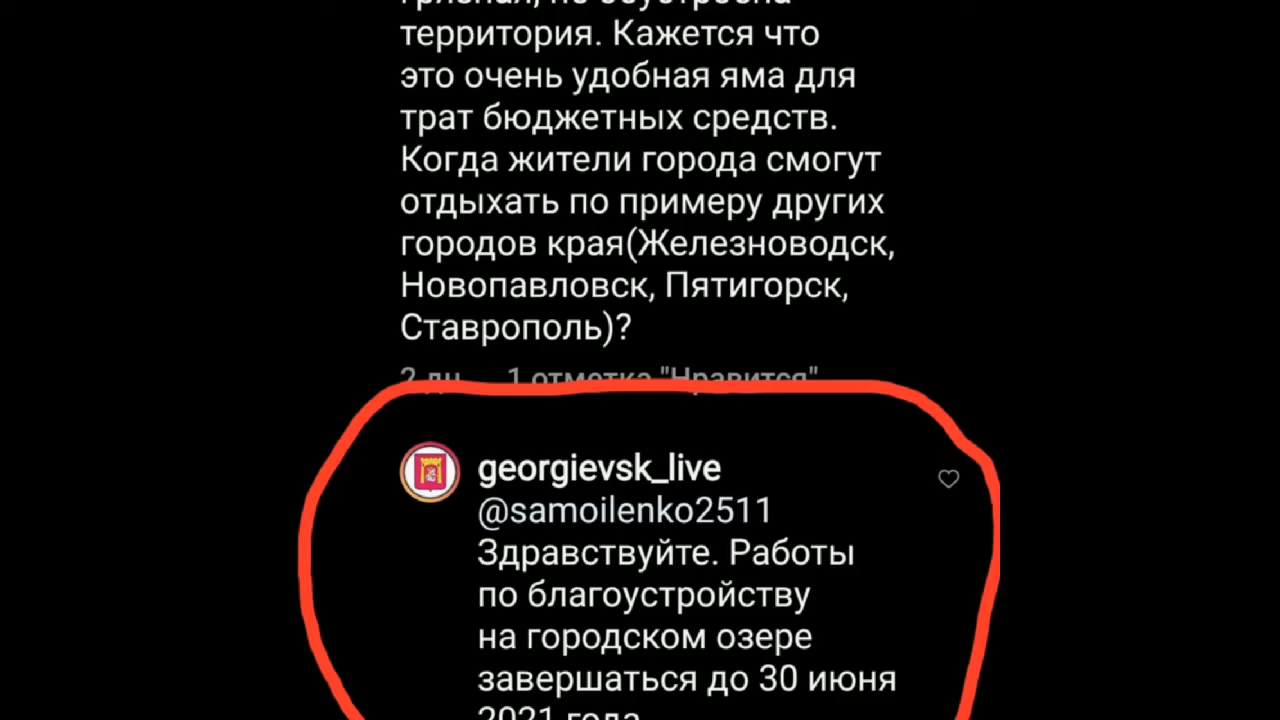 территория. Кажется что
это очень удобная яма для
трат бюджетных средств.
Когда жители города смогут
отдыхать по примеру других
городов края(Железноводск,
Новопавловск, Пятигорск,
Ставрополь)?
2 дн. 1 отметка "Нравится"
georgievsk_live
@samoilenko2511
Здравствуйте. Работы
по благоустройству
на городском озере
завершаться до 30 июня
2021 года